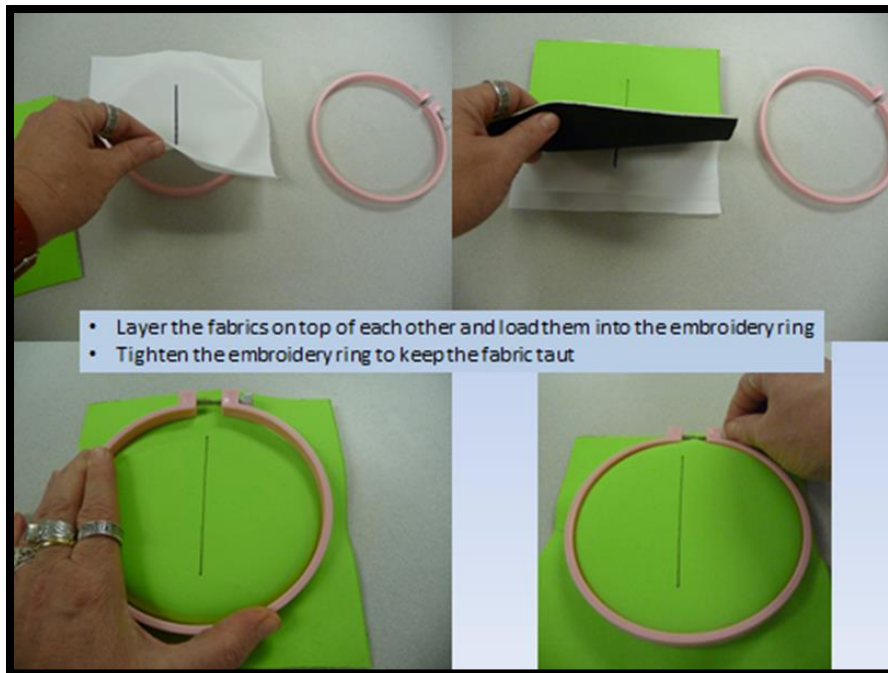 • Layer the fabrics on top of each other and load them into the embroidery ring
• Tighten the embroidery ring to keep the fabric taut